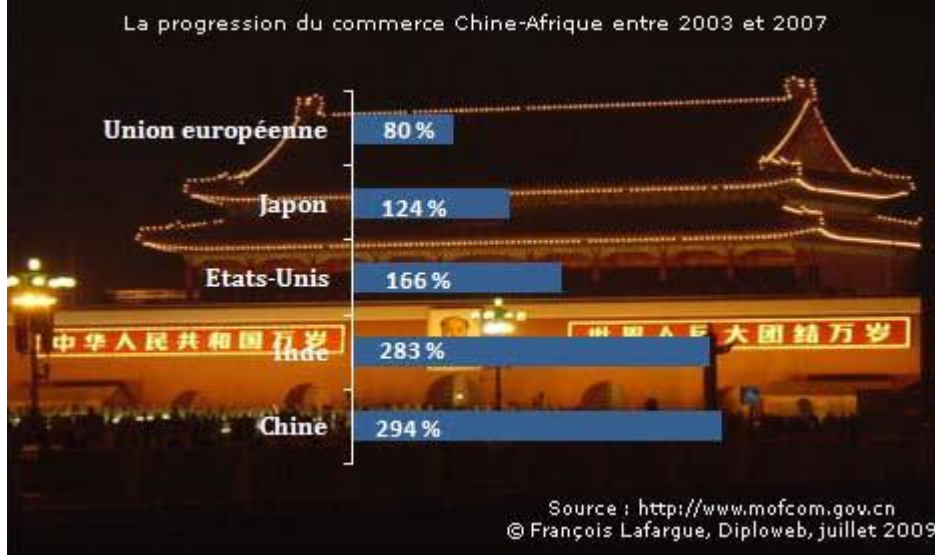 La progression du commerce Chine-Afrique entre 2003 et 2007
Union européenne 80 %
Japon 124 %
Etats-Unis 166 %
中华人民共和国万岁
世界人民大团结万岁
Inde 283 %
Chine 294 %
Source : http://www.mofcom.gov.cn
© François Lafargue, Diploweb, juillet 2009